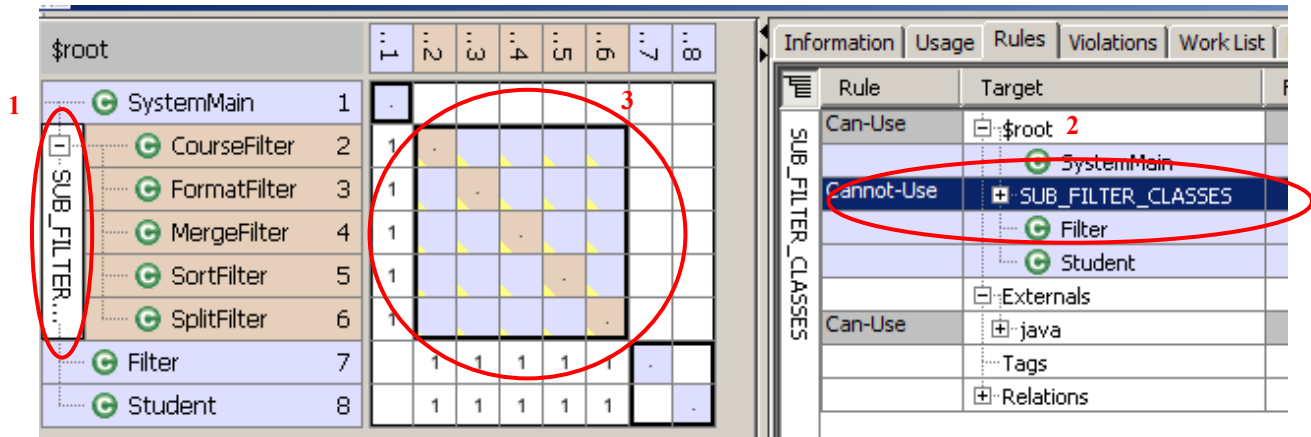 $root
.. 1
.. 2
.. 3
.. 4
.. 5
.. 6
.. 7
.. 8
SystemMain 1 .
CourseFilter 2 1 .
FormatFilter 3 1 .
MergeFilter 4 1 .
SortFilter 5 1 .
SplitFilter 6 1 .
Filter 7 1 1 1 1 1 .
Student 8 1 1 1 1 1 .
SUB_FILTER...
1
3
Information Usage Rules Violations Work List
Rule Target
SUB_FILTER_CLASSES
Can-Use $root 2
SystemMain
Cannot-Use SUB_FILTER_CLASSES
Filter
Student
Externals
Can-Use java
Tags
Relations